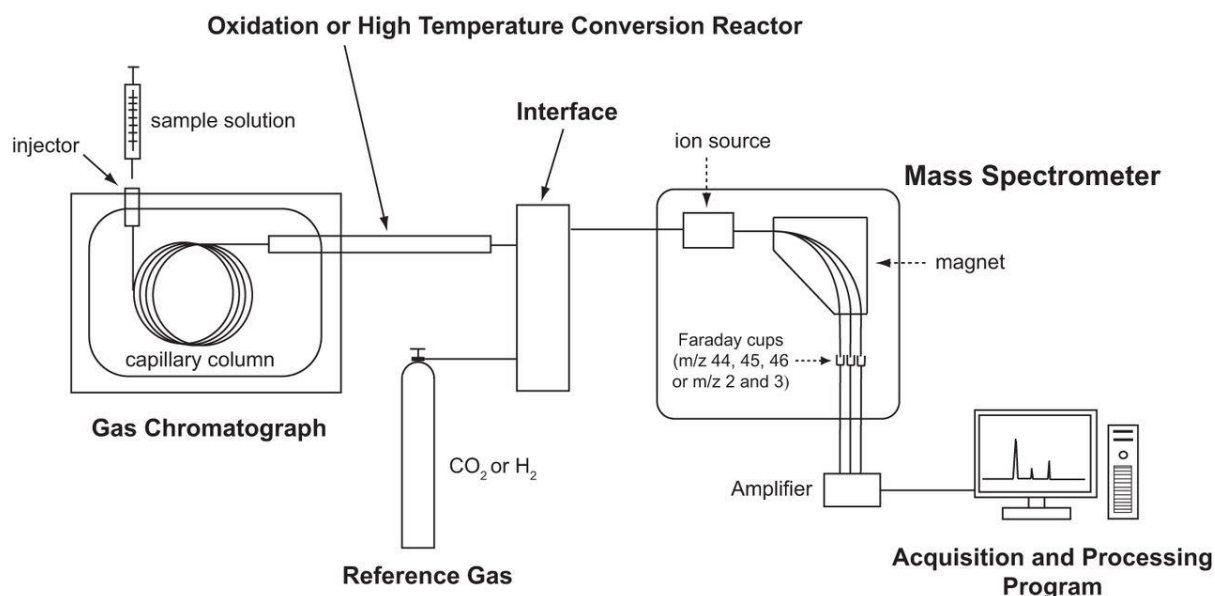 Oxidation or High Temperature Conversion Reactor
sample solution
injector
Interface
ion source
Mass Spectrometer
magnet
capillary column
Faraday cups
(m/z 44, 45, 46
or m/z 2 and 3)
Gas Chromatograph
CO₂ or H₂
Amplifier
Reference Gas
Acquisition and Processing
Program